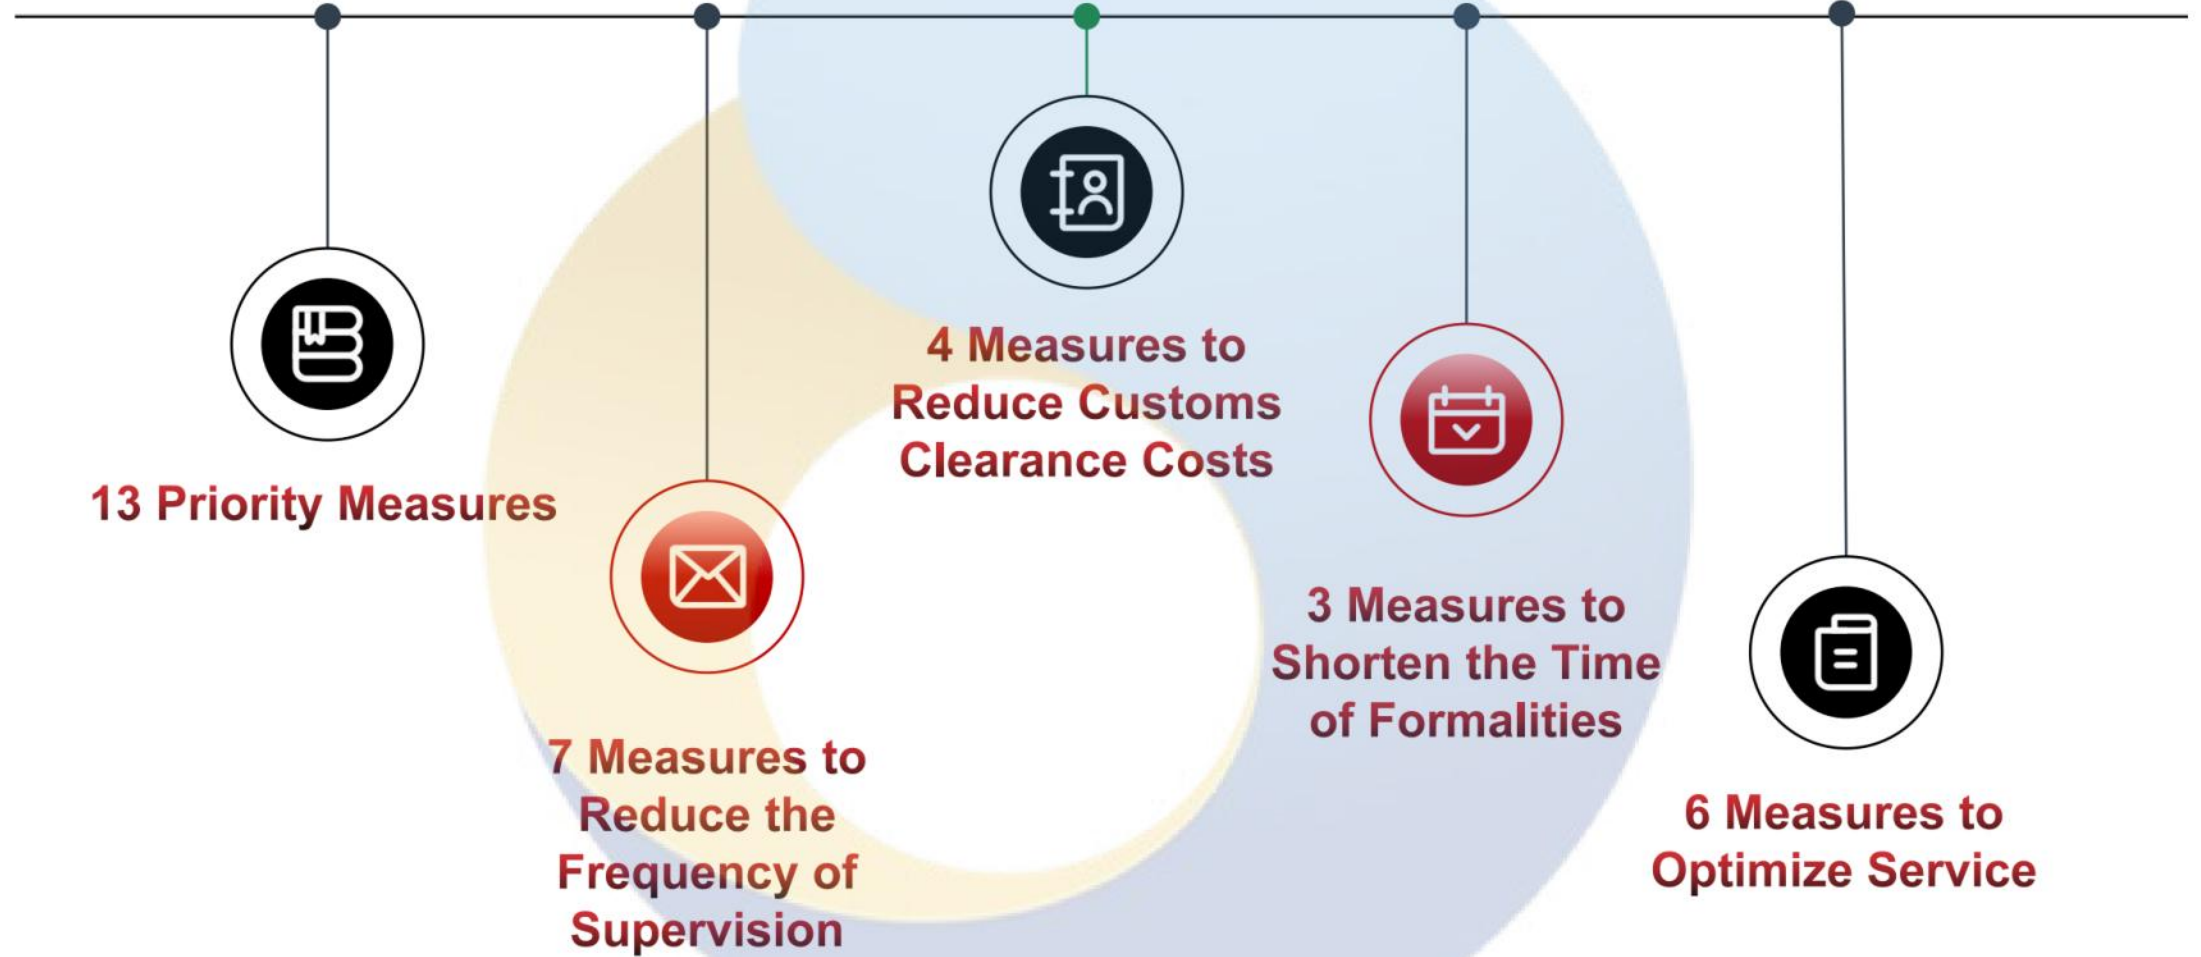 13 Priority Measures
7 Measures to
Reduce the
Frequency of
Supervision
4 Measures to
Reduce Customs
Clearance Costs
3 Measures to
Shorten the Time
of Formalities
6 Measures to
Optimize Service